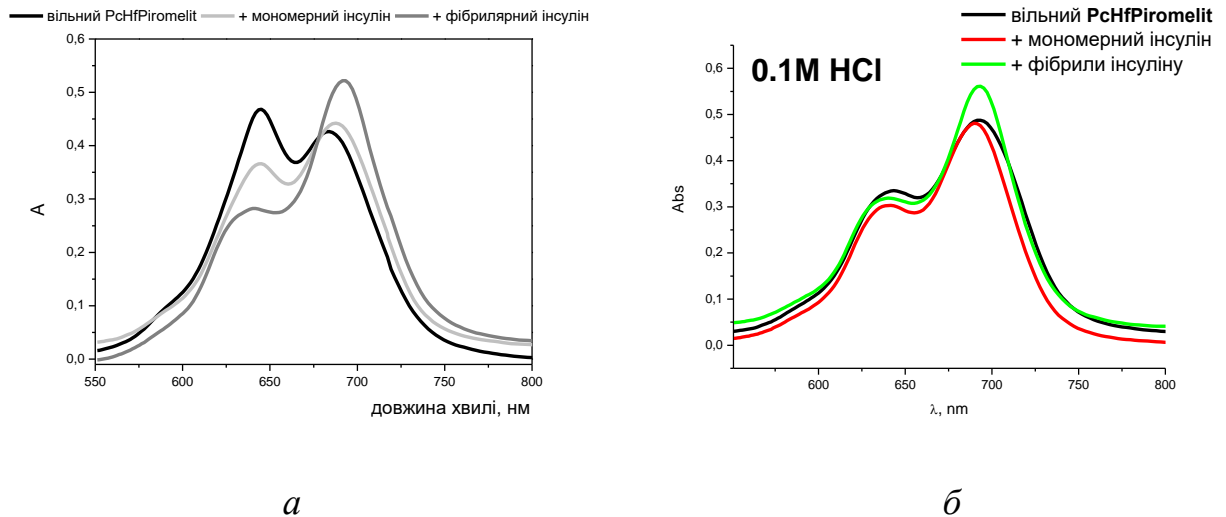 вільний PcHfPiromelit + мономерний інсулін + фібрилярний інсулін
0,6
0,5
0,4
0,3
0,2
0,1
0,0
A
550 600 650 700 750 800
довжина хвилі, нм
а
вільний PcHfPiromelit
+ мономерний інсулін
+ фібрили інсуліну
0.1M HCl
0,6
0,5
0,4
0,3
0,2
0,1
0,0
Abs
600 650 700 750 800
λ, nm
б